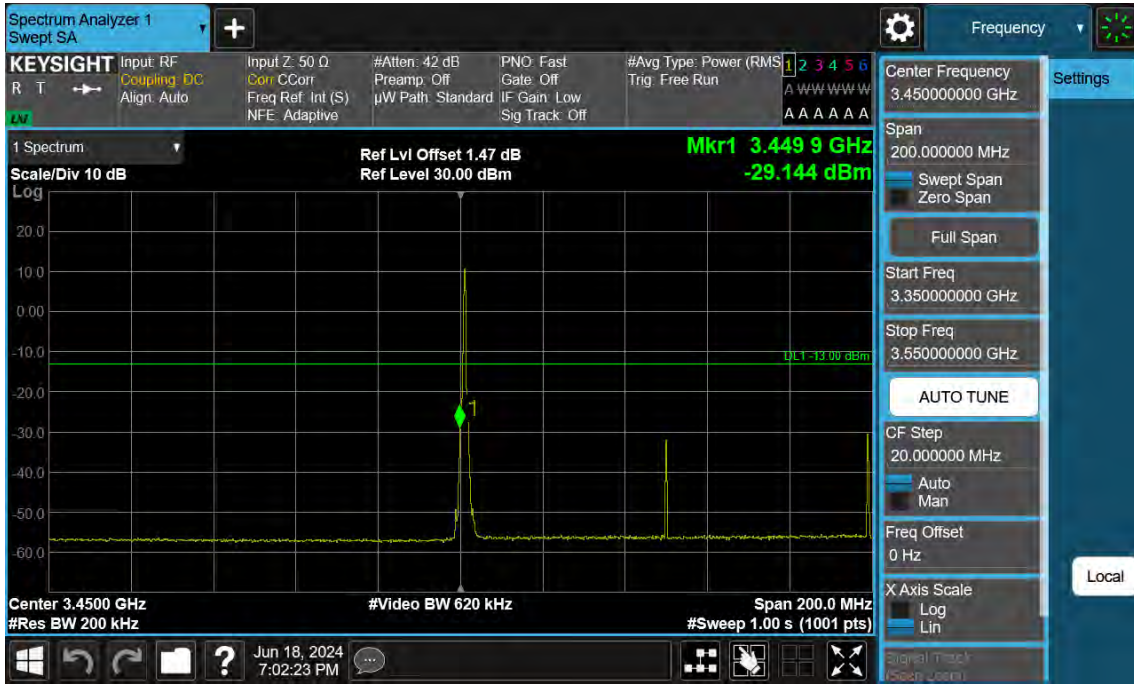 Spectrum Analyzer 1
Swept SA
Frequency
KEYSIGHT
R T
LXI
Input: RF
Coupling: DC
Align: Auto
Input Z: 50 Ω
Corr CCorr
Freq Ref: Int (S)
NFE: Adaptive
#Atten: 42 dB
Preamp: Off
µW Path: Standard
PNO: Fast
Gate: Off
IF Gain: Low
Sig Track: Off
#Avg Type: Power (RMS
Trig: Free Run
1 2 3 4 5 6
A W W W W W
A A A A A A
1 Spectrum
Scale/Div 10 dB
Ref Lvl Offset 1.47 dB
Ref Level 30.00 dBm
Mkr1 3.449 9 GHz
-29.144 dBm
Log
20.0
10.0
0.00
-10.0
DL1 -13.00 dBm
-20.0
1
-30.0
-40.0
-50.0
-60.0
Center 3.4500 GHz
#Video BW 620 kHz
Span 200.0 MHz
#Res BW 200 kHz
#Sweep 1.00 s (1001 pts)
Jun 18, 2024
7:02:23 PM
Center Frequency
3.450000000 GHz
Settings
Span
200.000000 MHz
Swept Span
Zero Span
Full Span
Start Freq
3.350000000 GHz
Stop Freq
3.550000000 GHz
AUTO TUNE
CF Step
20.000000 MHz
Auto
Man
Freq Offset
0 Hz
Local
X Axis Scale
Log
Lin
Signal Track
(Span Zoom)